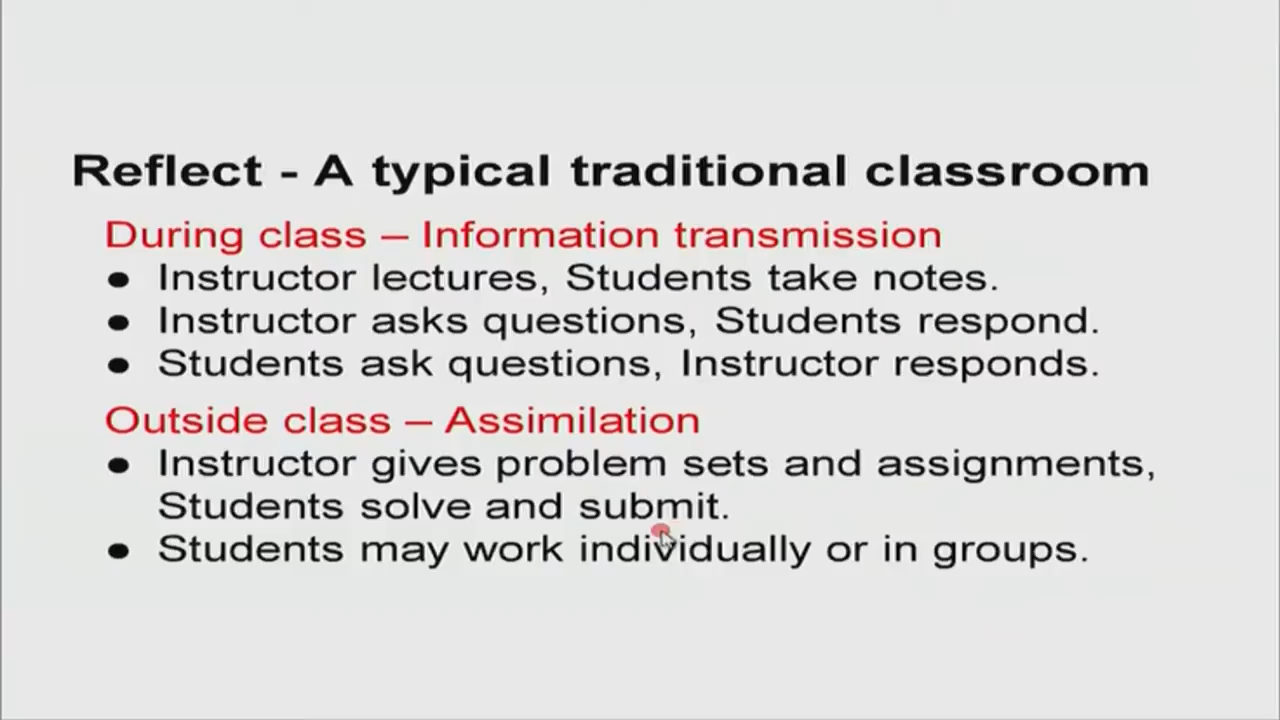 Reflect - A typical traditional classroom
During class – Information transmission
● Instructor lectures, Students take notes.
● Instructor asks questions, Students respond.
● Students ask questions, Instructor responds.
Outside class – Assimilation
● Instructor gives problem sets and assignments,
Students solve and submit.
● Students may work individually or in groups.